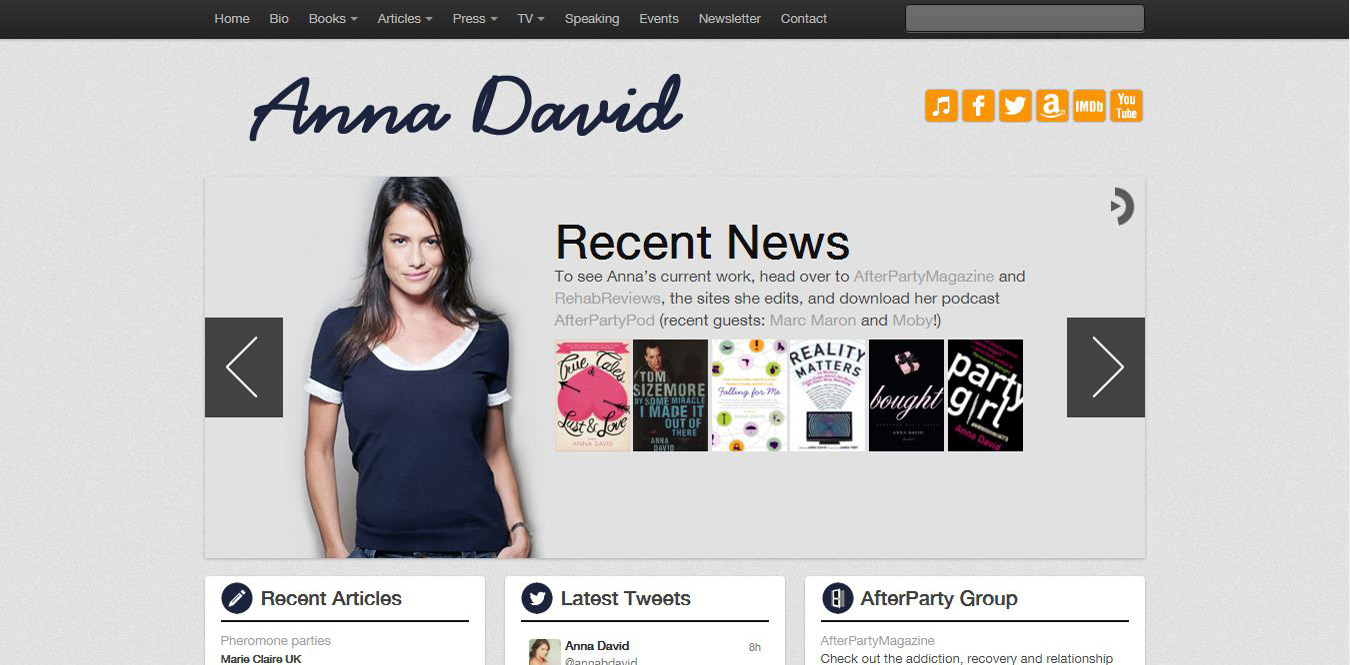 Home Bio Books Articles Press TV Speaking Events Newsletter Contact
Anna David
IMDb
You
Tube
Recent News
To see Anna's current work, head over to AfterPartyMagazine and
RehabReviews, the sites she edits, and download her podcast
AfterPartyPod (recent guests: Marc Maron and Moby!)
True Tales
of
Lust & Love
ANNA DAVID
TOM
SIZEMORE
BY SOME MIRACLE
I MADE IT
OUT OF
THERE
ANNA
DAVID
Falling for Me
REALITY
MATTERS
bought
ANNA DAVID
party
girl
Anna David
Recent Articles
Pheromone parties
Marie Claire UK
Latest Tweets
Anna David 8h
@annabdavid
AfterParty Group
AfterPartyMagazine
Check out the addiction, recovery and relationship